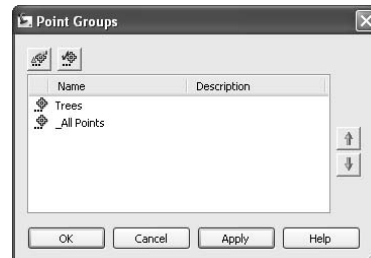 Point Groups
Name Description
Trees
_All Points
OK Cancel Apply Help